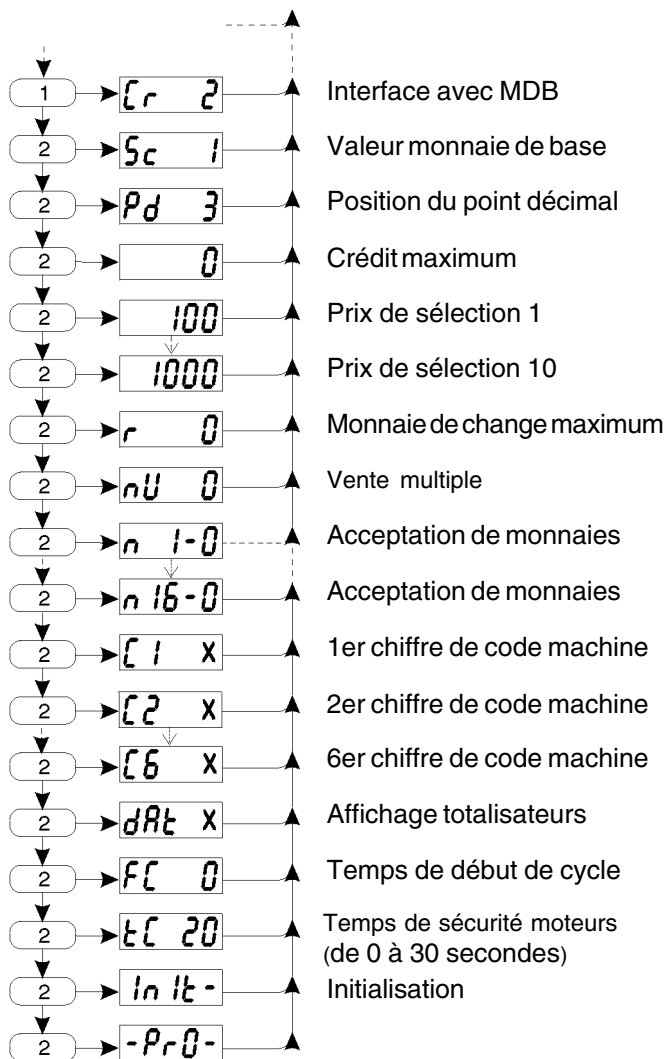 1 Cr 2 Interface avec MDB
2 Sc 1 Valeur monnaie de base
2 Pd 3 Position du point décimal
2 0 Crédit maximum
2 100 Prix de sélection 1
2 1000 Prix de sélection 10
2 r 0 Monnaie de change maximum
2 nU 0 Vente multiple
2 n 1-0 Acceptation de monnaies
2 n 16-0 Acceptation de monnaies
2 C1 X 1er chiffre de code machine
2 C2 X 2er chiffre de code machine
2 C6 X 6er chiffre de code machine
2 dAt X Affichage totalisateurs
2 FC 0 Temps de début de cycle
2 tC 20 Temps de sécurité moteurs
(de 0 à 30 secondes)
2 InIt- Initialisation
2 -Pr0-